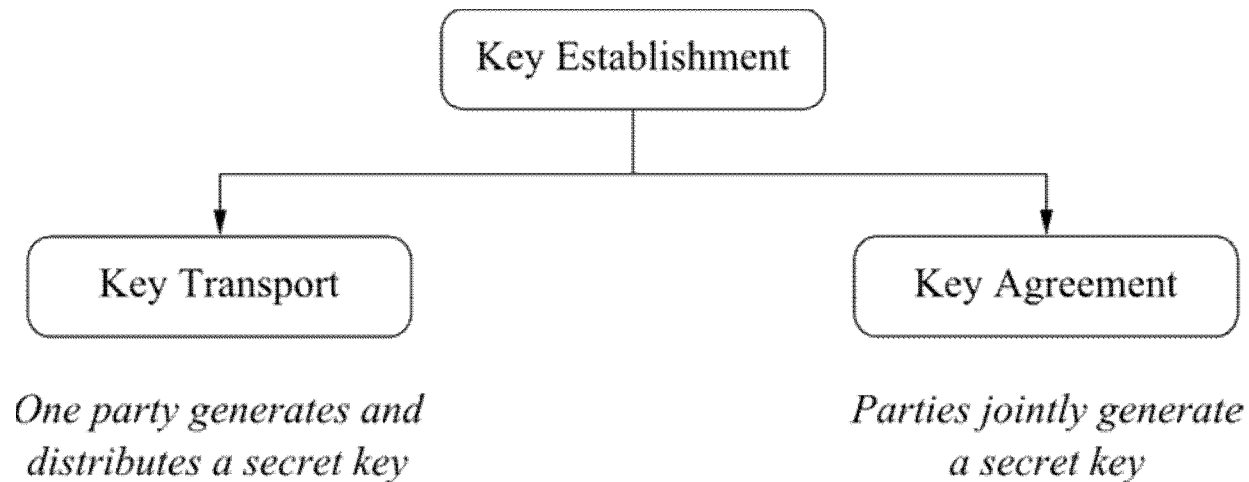 Key Establishment
Key Transport
Key Agreement
One party generates and
distributes a secret key
Parties jointly generate
a secret key